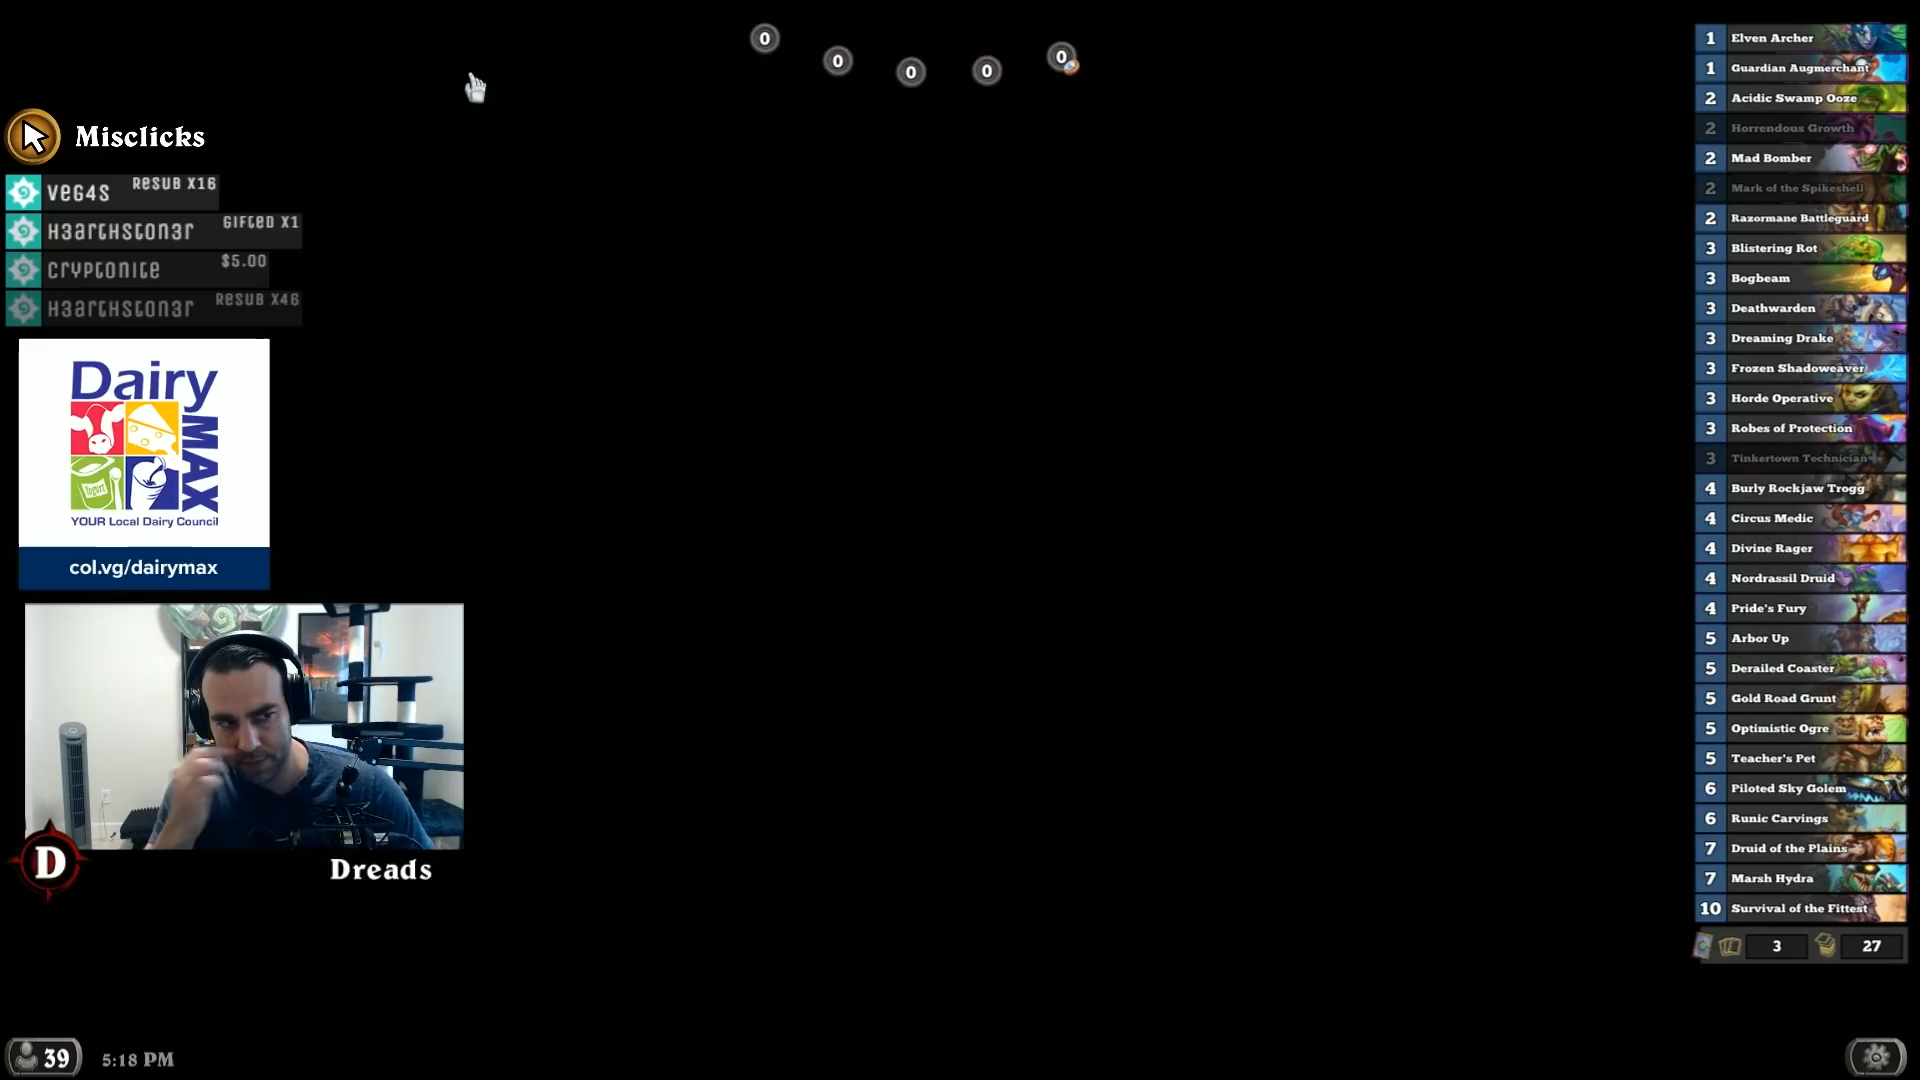 0
0
0
0
0
Misclicks
VEG4S RESUB X16
H3ARTHSTON3R GIFTED X1
CRYPTONITE $5.00
H3ARTHSTON3R RESUB X46
Dairy
MAX
Yogurt
YOUR Local Dairy Council
col.vg/dairymax
D
Dreads
39 5:18 PM
1 Elven Archer
1 Guardian Augmerchant
2 Acidic Swamp Ooze
2 Horrendous Growth
2 Mad Bomber
2 Mark of the Spikeshell
2 Razormane Battleguard
3 Blistering Rot
3 Bogbeam
3 Deathwarden
3 Dreaming Drake
3 Frozen Shadoweaver
3 Horde Operative
3 Robes of Protection
3 Tinkertown Technician
4 Burly Rockjaw Trogg
4 Circus Medic
4 Divine Rager
4 Nordrassil Druid
4 Pride's Fury
5 Arbor Up
5 Derailed Coaster
5 Gold Road Grunt
5 Optimistic Ogre
5 Teacher's Pet
6 Piloted Sky Golem
6 Runic Carvings
7 Druid of the Plains
7 Marsh Hydra
10 Survival of the Fittest
3 27